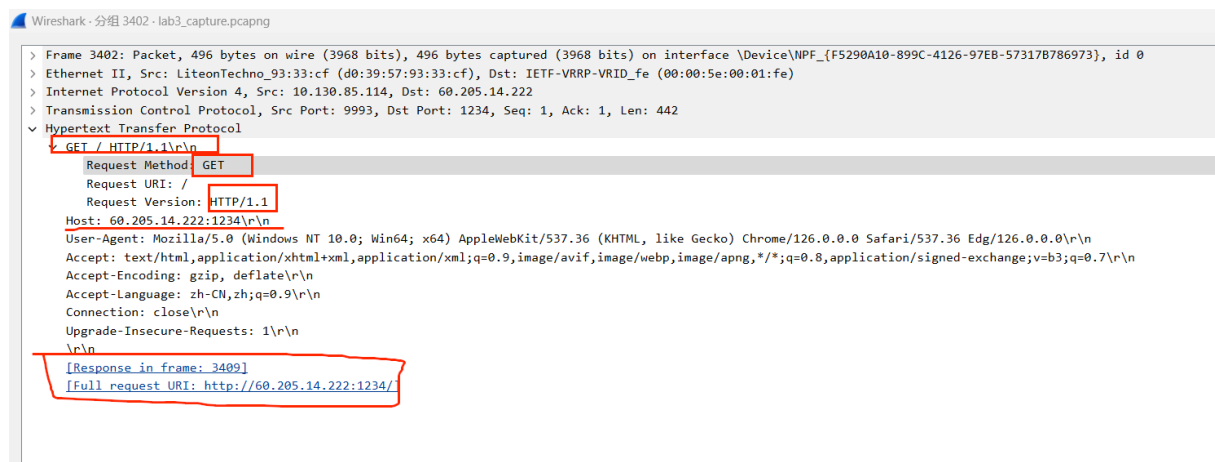 Wireshark · 分组 3402 · lab3_capture.pcapng
Frame 3402: Packet, 496 bytes on wire (3968 bits), 496 bytes captured (3968 bits) on interface \Device\NPF_{F5290A10-899C-4126-97EB-57317B786973}, id 0
Ethernet II, Src: LiteonTechno_93:33:cf (d0:39:57:93:33:cf), Dst: IETF-VRRP-VRID_fe (00:00:5e:00:01:fe)
Internet Protocol Version 4, Src: 10.130.85.114, Dst: 60.205.14.222
Transmission Control Protocol, Src Port: 9993, Dst Port: 1234, Seq: 1, Ack: 1, Len: 442
Hypertext Transfer Protocol
GET / HTTP/1.1\r\n
Request Method: GET
Request URI: /
Request Version: HTTP/1.1
Host: 60.205.14.222:1234\r\n
User-Agent: Mozilla/5.0 (Windows NT 10.0; Win64; x64) AppleWebKit/537.36 (KHTML, like Gecko) Chrome/126.0.0.0 Safari/537.36 Edg/126.0.0.0\r\n
Accept: text/html,application/xhtml+xml,application/xml;q=0.9,image/avif,image/webp,image/apng,*/*;q=0.8,application/signed-exchange;v=b3;q=0.7\r\n
Accept-Encoding: gzip, deflate\r\n
Accept-Language: zh-CN,zh;q=0.9\r\n
Connection: close\r\n
Upgrade-Insecure-Requests: 1\r\n
\r\n
[Response in frame: 3409]
[Full request URI: http://60.205.14.222:1234/]